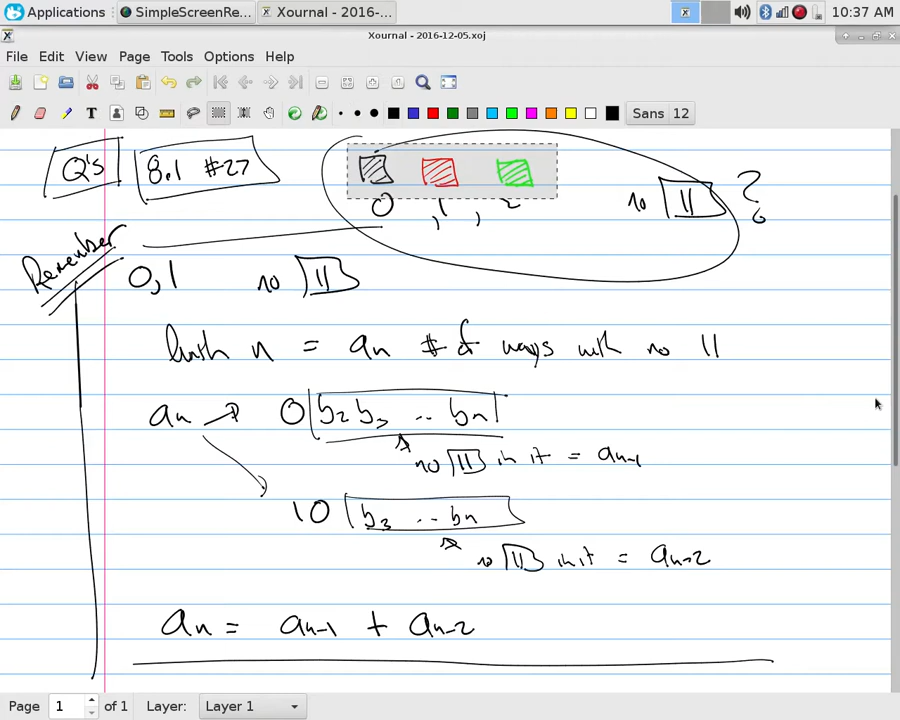 Applications SimpleScreenRe... Xournal - 2016-... 10:37 AM
Xournal - 2016-12-05.xoj
File Edit View Page Tools Options Help
Sans 12
Q's 8.1 #27
0, 1, 2 no 11 ?
Remember
0,1 no 11
length n = an # of ways with no 11
an → 0 b2 b3 .. bn
no 11 in it = an-1
10 b3 .. bn
no 11 in it = an-2
an = an-1 + an-2
Page 1 of 1 Layer: Layer 1